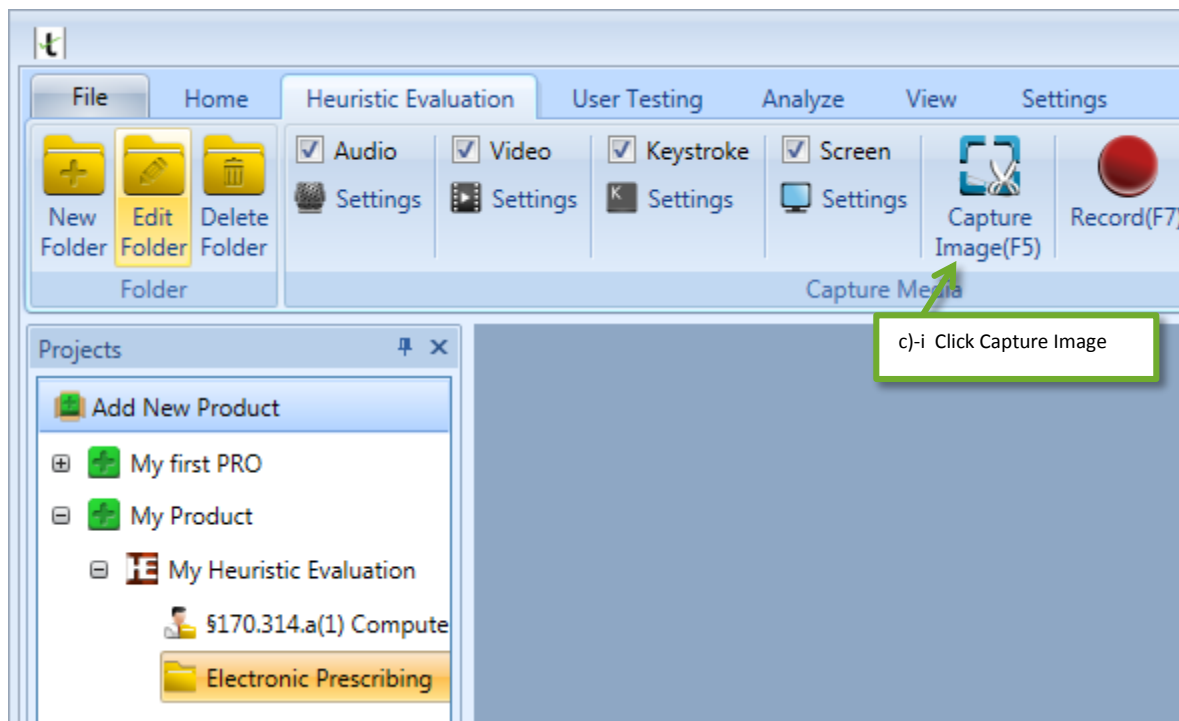 t
File Home Heuristic Evaluation User Testing Analyze View Settings
Audio Video Keystroke Screen
Settings Settings K Settings Settings
New Edit Delete Capture Record(F7)
Folder Folder Folder Image(F5)
Folder Capture Media
c)-i Click Capture Image
Projects
Add New Product
My first PRO
My Product
HE My Heuristic Evaluation
§170.314.a(1) Compute
Electronic Prescribing